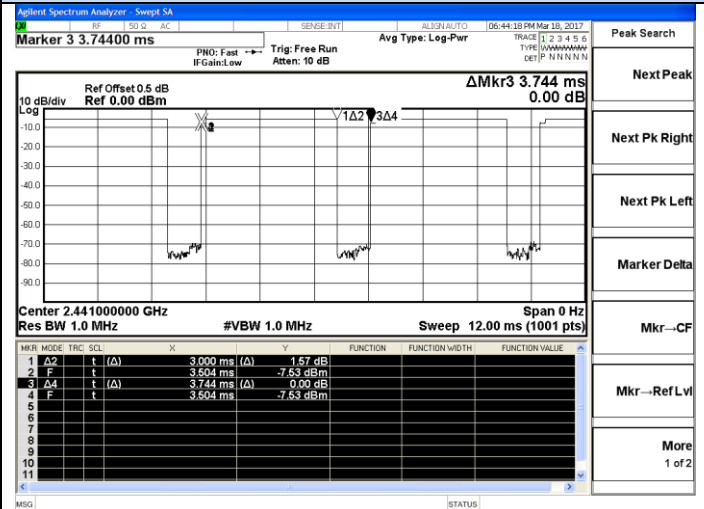 Agilent Spectrum Analyzer - Swept SA
RF 50 Ω AC SENSE:INT ALIGN AUTO 06:44:18 PM Mar 18, 2017
Marker 3 3.74400 ms
PNO: Fast
IFGain:Low
Trig: Free Run
Atten: 10 dB
Avg Type: Log-Pwr
TRACE 1 2 3 4 5 6
TYPE
DET P N N N N N
Peak Search
Ref Offset 0.5 dB
10 dB/div Ref 0.00 dBm
Log
ΔMkr3 3.744 ms
0.00 dB
1Δ2 3Δ4
-10.0
-20.0
-30.0
-40.0
-50.0
-60.0
-70.0
-80.0
-90.0
Center 2.441000000 GHz Span 0 Hz
Res BW 1.0 MHz #VBW 1.0 MHz Sweep 12.00 ms (1001 pts)
MKR MODE TRC SCL X Y FUNCTION FUNCTION WIDTH FUNCTION VALUE
1 Δ2 t (Δ) 3.000 ms (Δ) 1.57 dB
2 F t 3.504 ms -7.53 dBm
3 Δ4 t (Δ) 3.744 ms (Δ) 0.00 dB
4 F t 3.504 ms -7.53 dBm
5
6
7
8
9
10
11
MSG STATUS
Next Peak
Next Pk Right
Next Pk Left
Marker Delta
Mkr→CF
Mkr→Ref Lvl
More
1 of 2